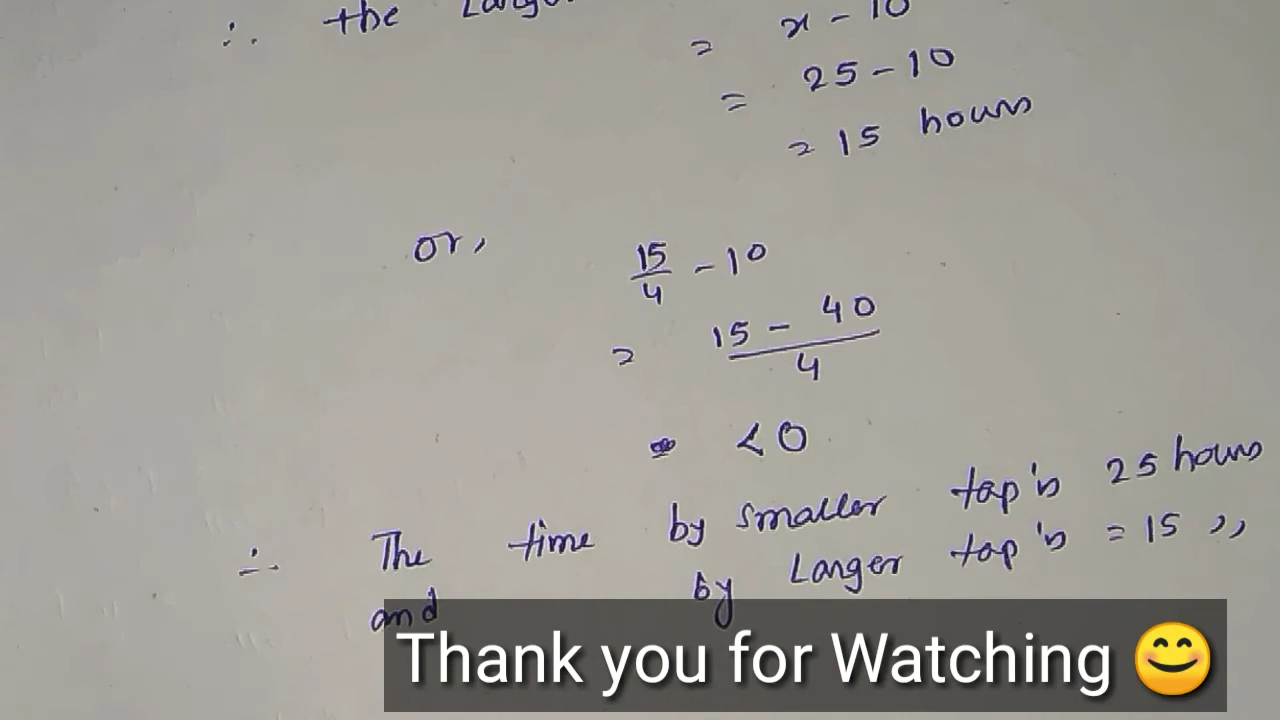 ∴ the Larger
= x - 10
= 25 - 10
= 15 hours
or, 15/4 - 10
= 15 - 40 / 4
< 0
∴ The time by smaller tap's 25 hours
and by Larger tap's = 15 ,,
Thank you for Watching 😊